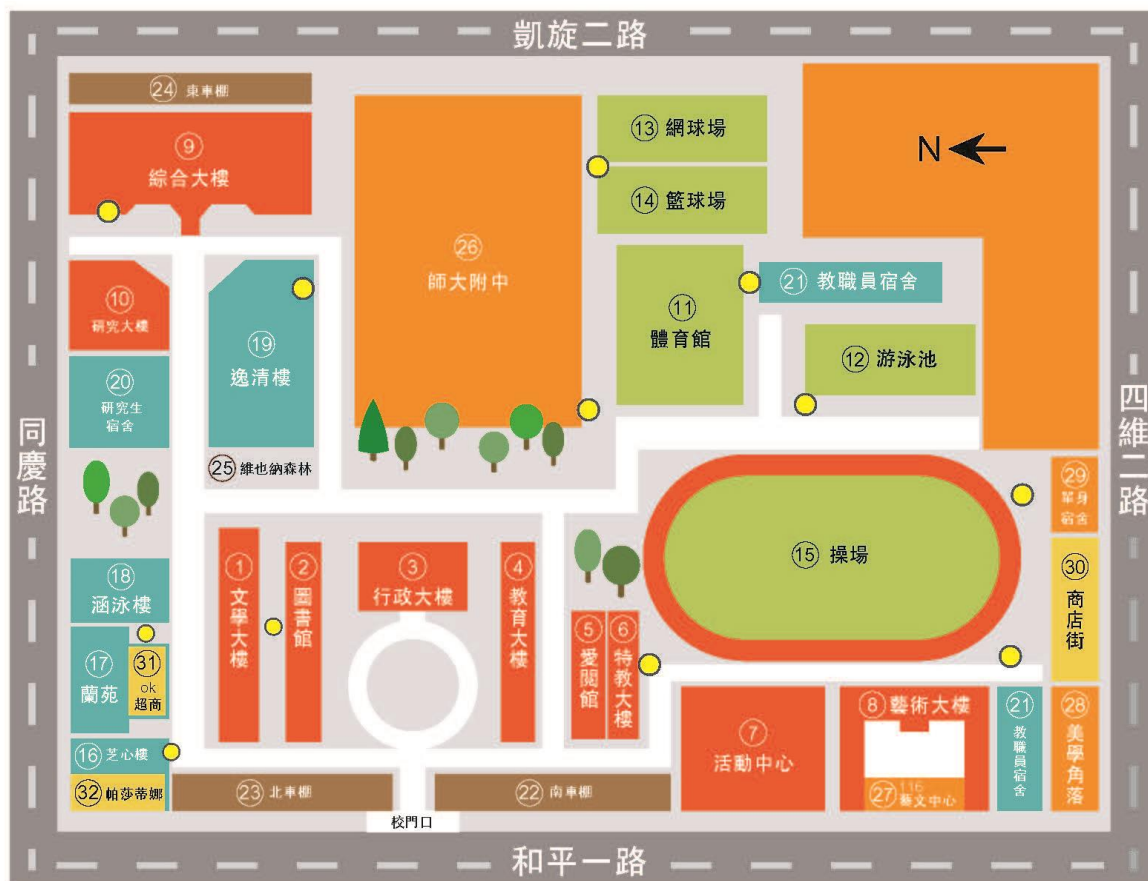 凱旋二路
24 東車棚
9
綜合大樓
13 網球場
14 籃球場
N
10
研究大樓
19
逸清樓
26
師大附中
11
體育館
21 教職員宿舍
12 游泳池
20
研究生
宿舍
25 維也納森林
同慶路
四維二路
29
單身
宿舍
15 操場
30
商店街
18
涵泳樓
1
文學大樓
2
圖書館
3
行政大樓
4
教育大樓
5
愛閱館
6
特教大樓
17
蘭苑
31
ok
超商
16 芝心樓
32 帕莎蒂娜
23 北車棚
22 南車棚
校門口
7
活動中心
8 藝術大樓
116
27 藝文中心
21
教職員宿舍
28
美學角落
和平一路